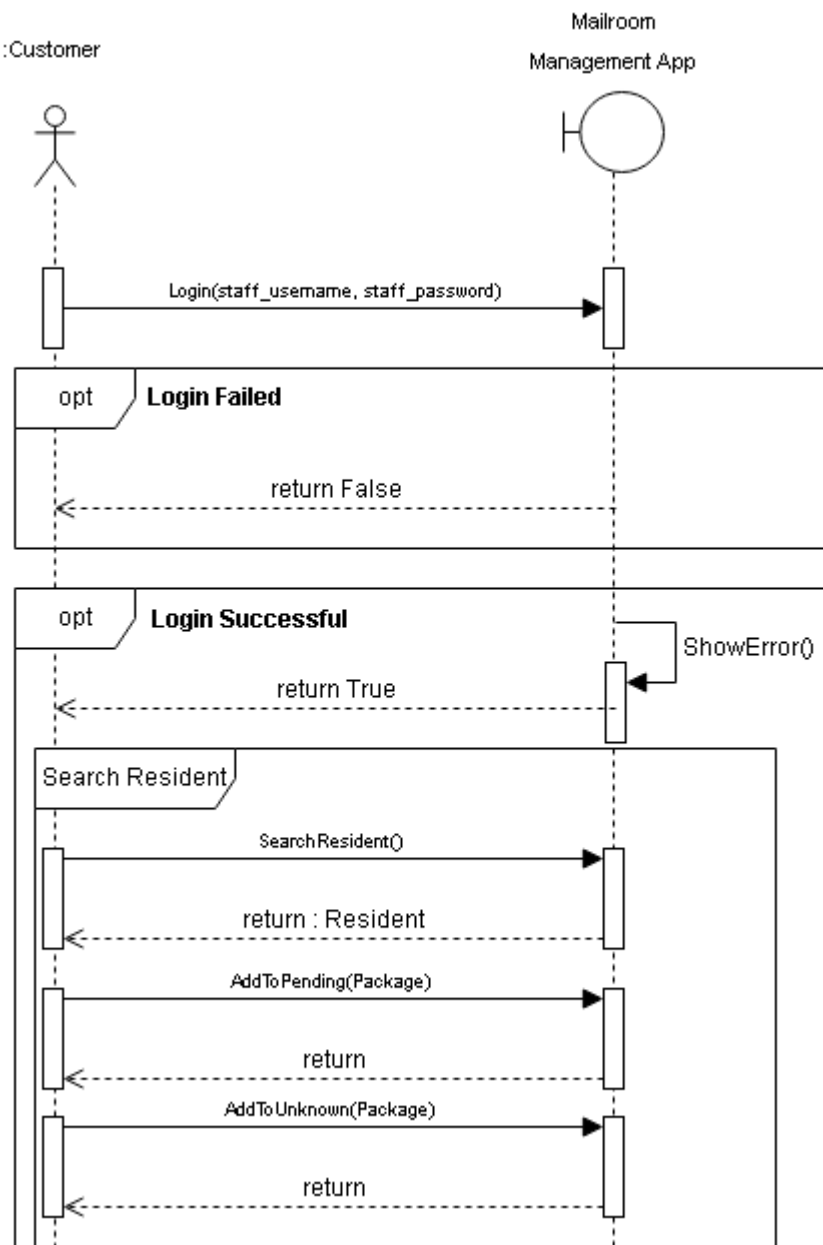 :Customer
Mailroom
Management App
Login(staff_username, staff_password)
opt
Login Failed
return False
opt
Login Successful
ShowError()
return True
Search Resident
SearchResident()
return : Resident
AddToPending(Package)
return
AddToUnknown(Package)
return